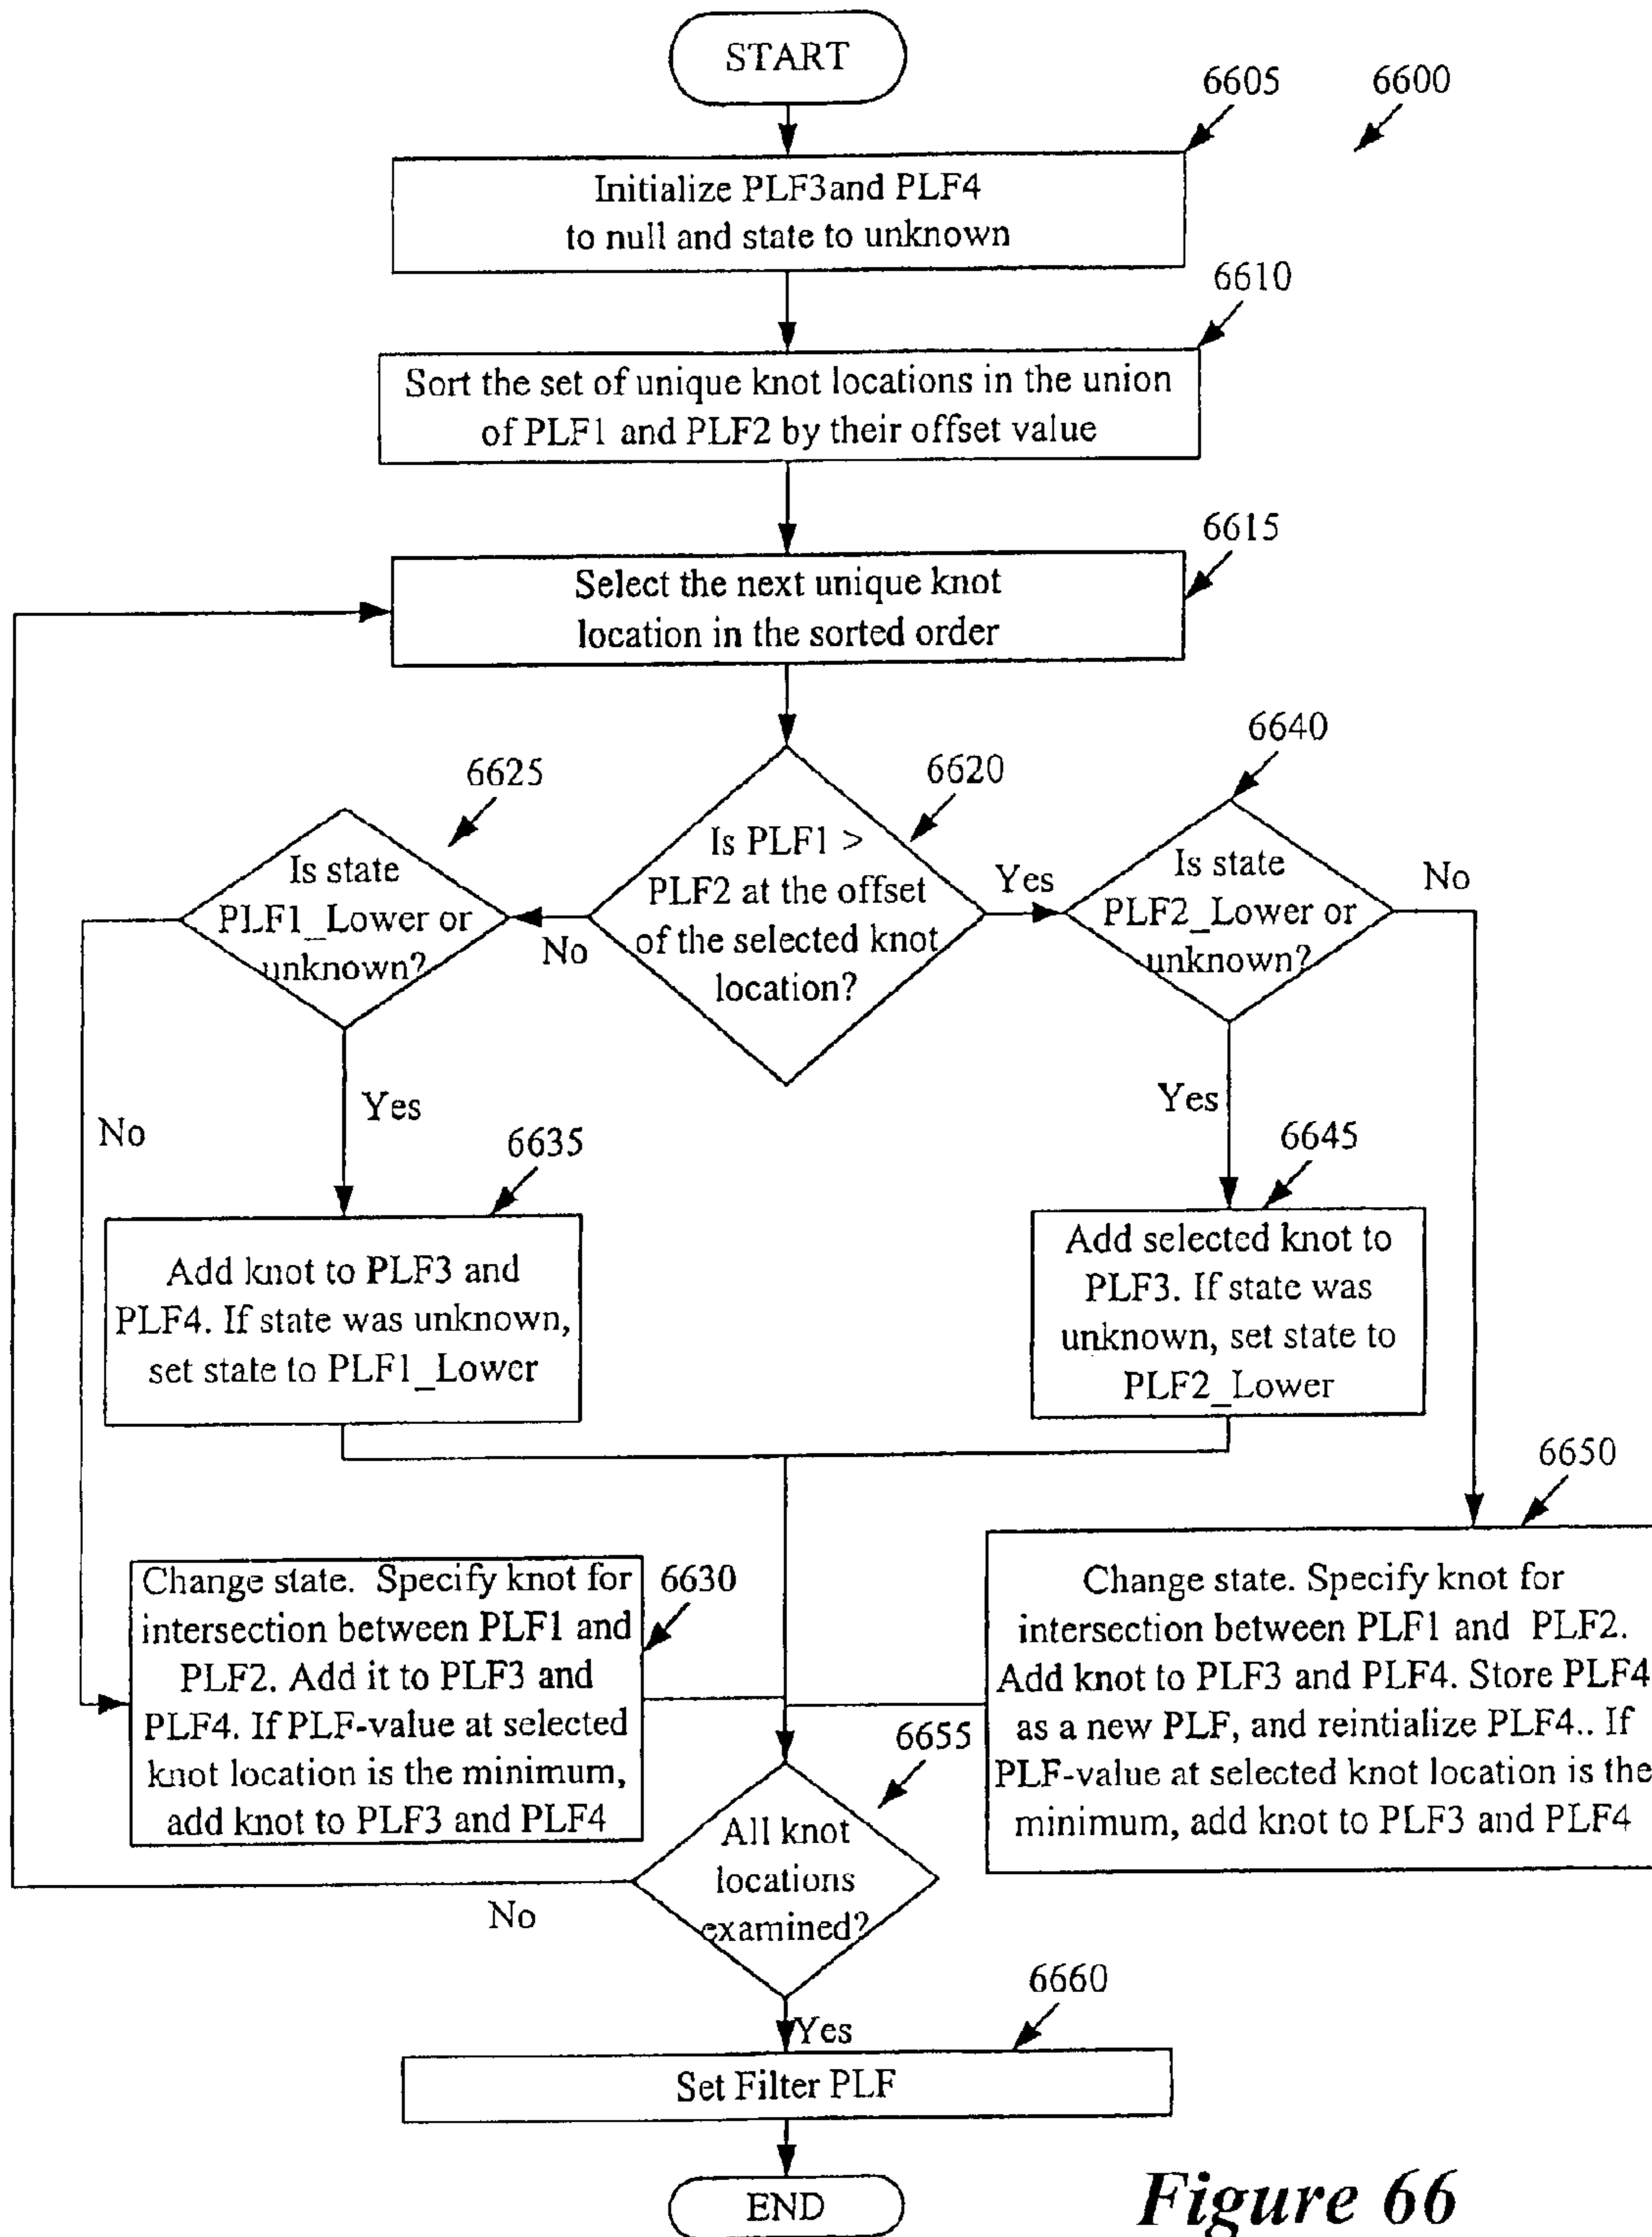 START
6605
6600
Initialize PLF3and PLF4
to null and state to unknown
6610
Sort the set of unique knot locations in the union
of PLF1 and PLF2 by their offset value
6615
Select the next unique knot
location in the sorted order
6640
6625
6620
Is state
PLF1_Lower or
unknown?
Is PLF1 >
PLF2 at the offset
of the selected knot
location?
Yes
No
Is state
PLF2_Lower or
unknown?
No
No
Yes
Yes
6635
6645
Add knot to PLF3 and
PLF4. If state was unknown,
set state to PLF1_Lower
Add selected knot to
PLF3. If state was
unknown, set state to
PLF2_Lower
6650
Change state. Specify knot for
intersection between PLF1 and
PLF2. Add it to PLF3 and
PLF4. If PLF-value at selected
knot location is the minimum,
add knot to PLF3 and PLF4
6630
Change state. Specify knot for
intersection between PLF1 and PLF2.
Add knot to PLF3 and PLF4. Store PLF4
as a new PLF, and reintialize PLF4.. If
PLF-value at selected knot location is the
minimum, add knot to PLF3 and PLF4
6655
All knot
locations
examined?
No
6660
Yes
Set Filter PLF
END
Figure 66